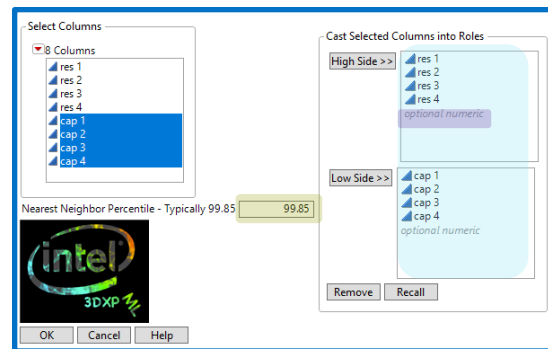 Select Columns
8 Columns
res 1
res 2
res 3
res 4
cap 1
cap 2
cap 3
cap 4
Nearest Neighbor Percentile - Typically 99.85
99.85
intel
3DXP ML
OK
Cancel
Help
Cast Selected Columns into Roles
High Side >>
res 1
res 2
res 3
res 4
optional numeric
Low Side >>
cap 1
cap 2
cap 3
cap 4
optional numeric
Remove
Recall